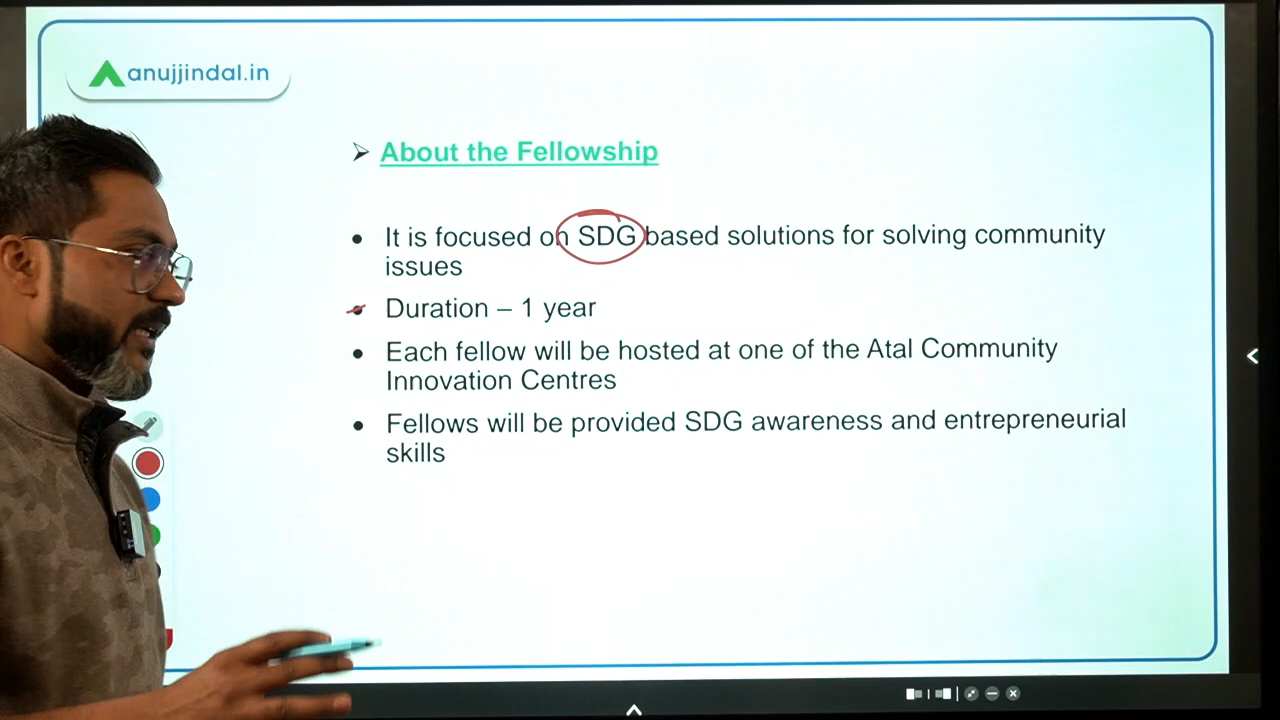 anujjindal.in
About the Fellowship
It is focused on SDG based solutions for solving community
issues
Duration – 1 year
Each fellow will be hosted at one of the Atal Community
Innovation Centres
Fellows will be provided SDG awareness and entrepreneurial
skills